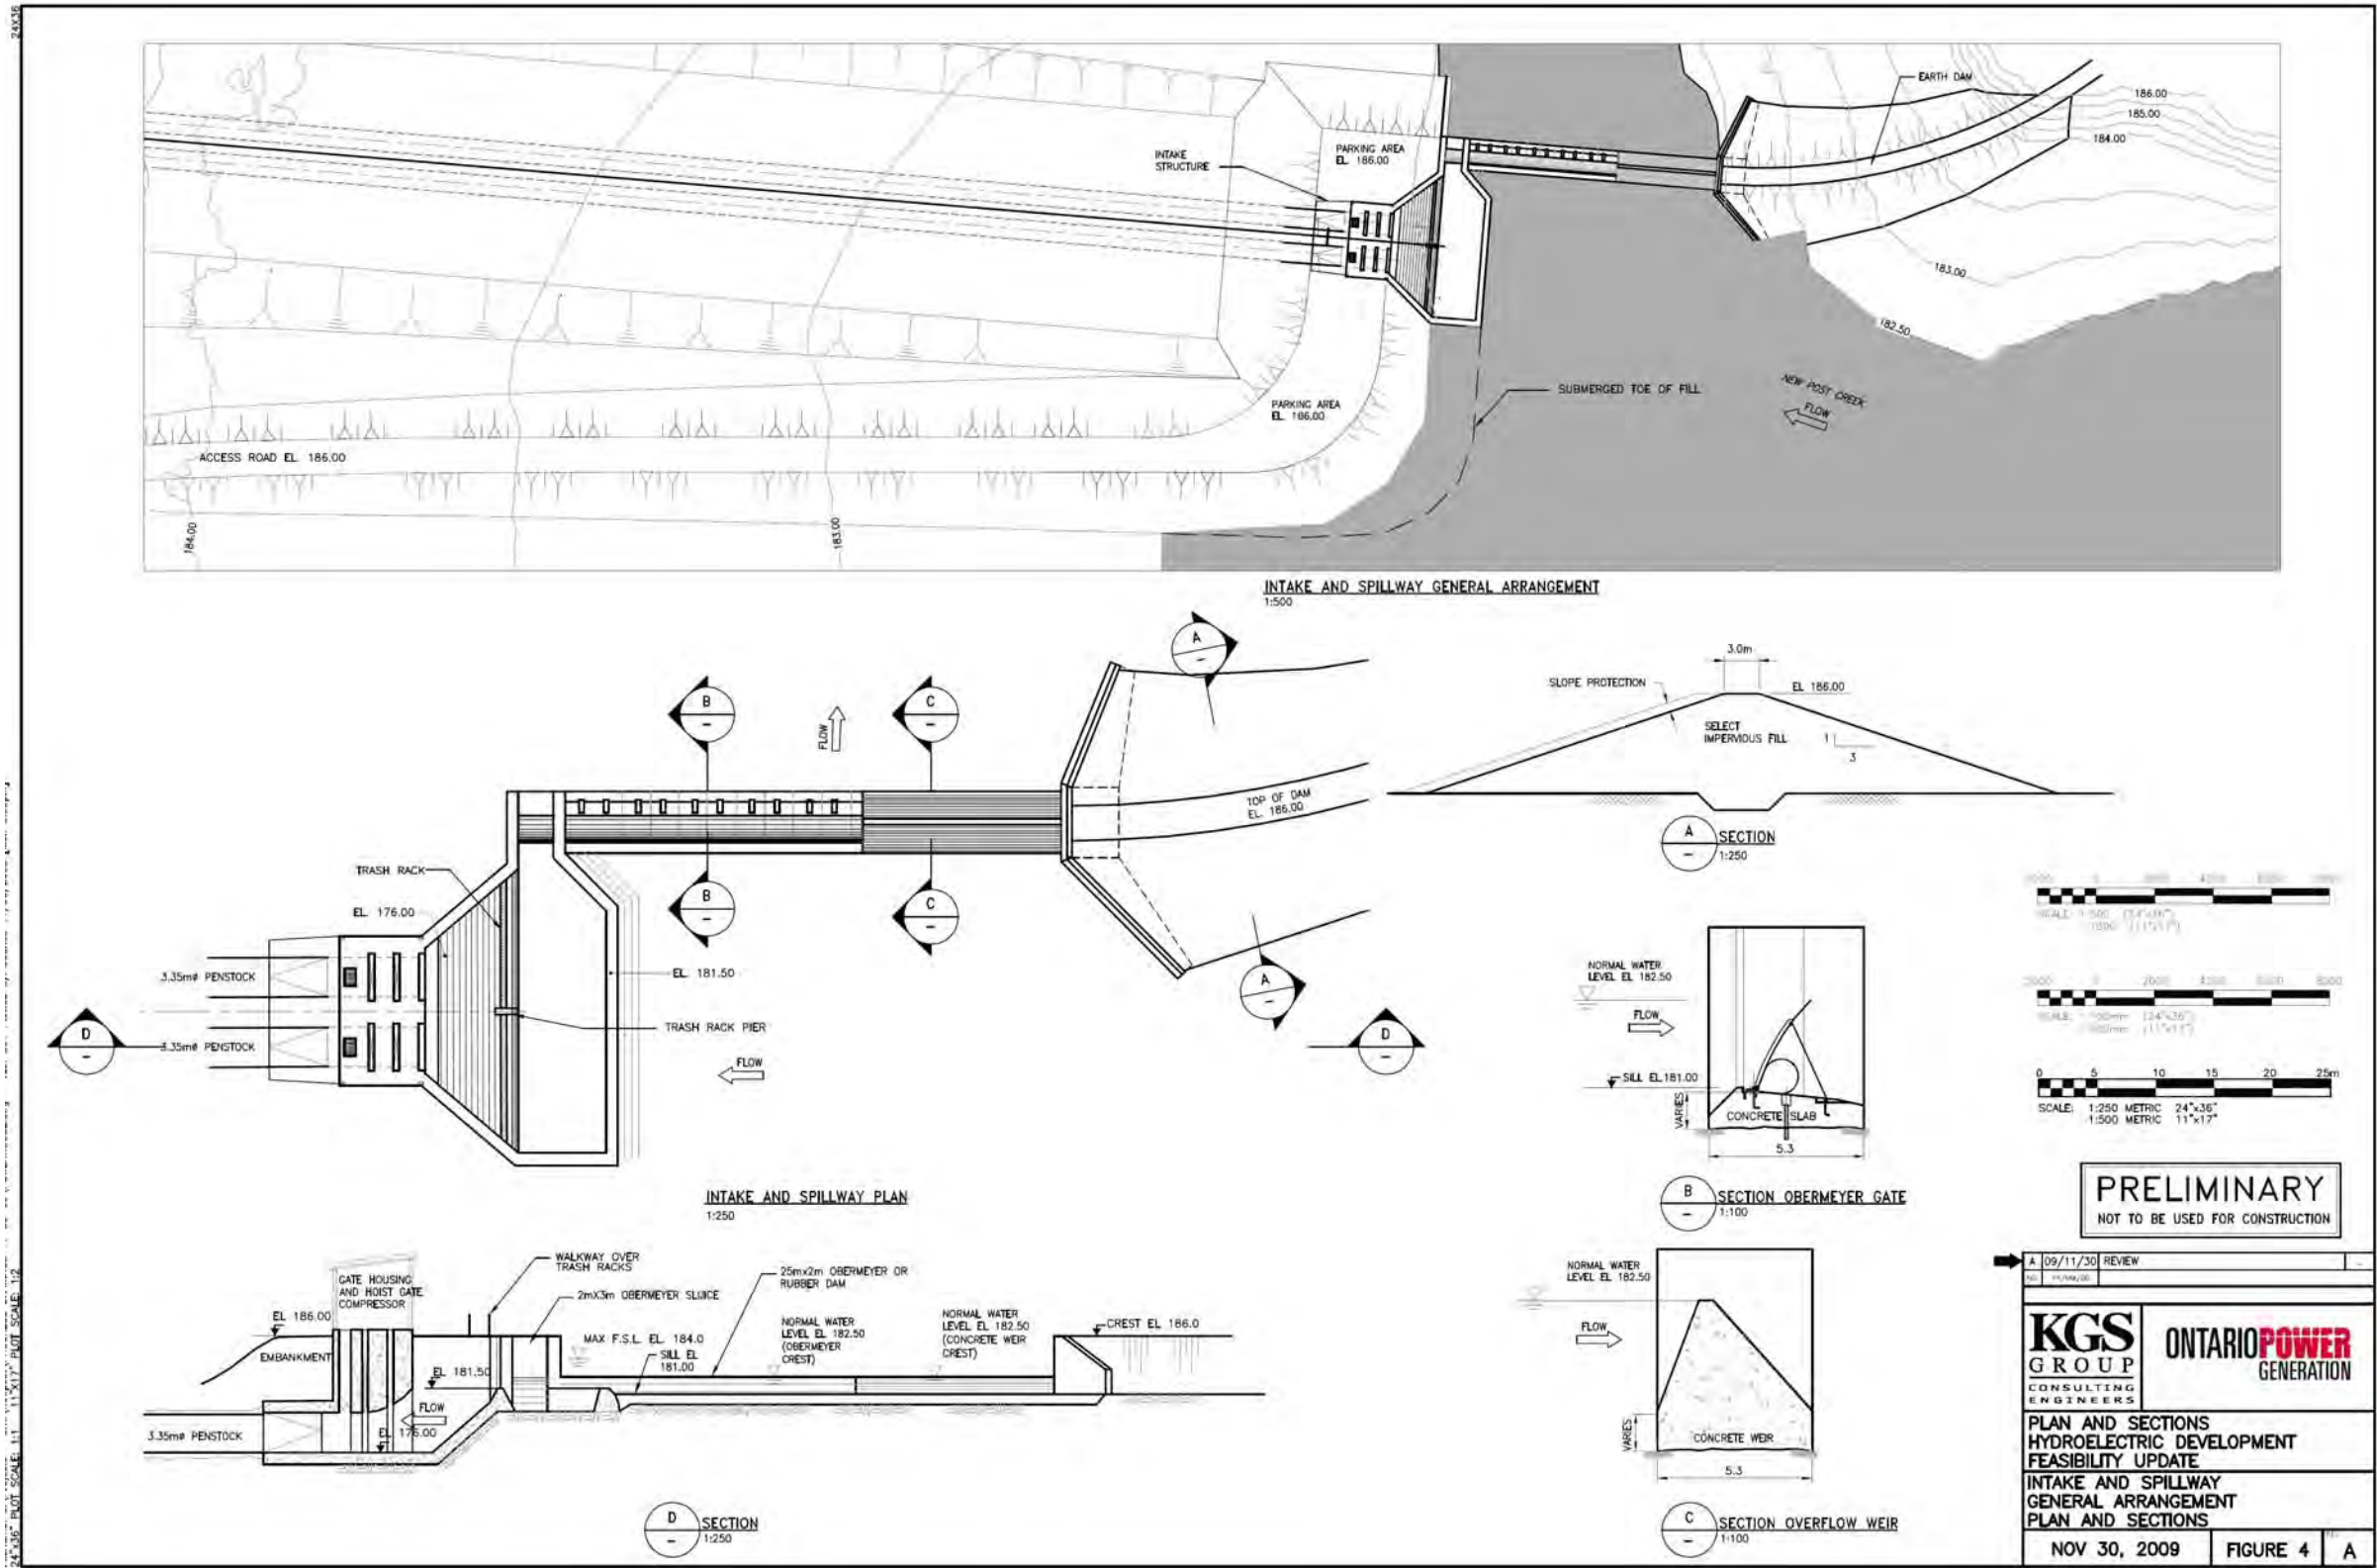 24X36
EARTH DAM
186.00
185.00
184.00
INTAKE
STRUCTURE
PARKING AREA
EL. 186.00
183.00
182.50
NEW POST CREEK
FLOW
SUBMERGED TOE OF FILL
PARKING AREA
EL. 186.00
ACCESS ROAD EL. 186.00
184.00
183.00
INTAKE AND SPILLWAY GENERAL ARRANGEMENT
1:500
A
–
B
–
C
–
FLOW
TOP OF DAM
EL. 186.00
TRASH RACK
EL. 176.00
B
–
C
–
3.35mø PENSTOCK
EL. 181.50
A
–
TRASH RACK PIER
D
–
3.35mø PENSTOCK
D
–
FLOW
INTAKE AND SPILLWAY PLAN
1:250
3.0m
SLOPE PROTECTION
EL 186.00
SELECT
IMPERVIOUS FILL
1
3
A
–
SECTION
1:250
NORMAL WATER
LEVEL EL 182.50
FLOW
SILL EL.181.00
VARIES
CONCRETE SLAB
5.3
B
–
SECTION OBERMEYER GATE
1:100
0 5 10 15 20 25m
SCALE: 1:250 METRIC 24"x36"
1:500 METRIC 11"x17"
PRELIMINARY
NOT TO BE USED FOR CONSTRUCTION
WALKWAY OVER
TRASH RACKS
GATE HOUSING
AND HOIST GATE
COMPRESSOR
25mx2m OBERMEYER OR
RUBBER DAM
2mX3m OBERMEYER SLUICE
EL 186.00
EMBANKMENT
MAX F.S.L. EL. 184.0
SILL EL
181.00
NORMAL WATER
LEVEL EL 182.50
(OBERMEYER
CREST)
NORMAL WATER
LEVEL EL 182.50
(CONCRETE WEIR
CREST)
CREST EL 186.0
EL 181.50
FLOW
EL 176.00
3.35mø PENSTOCK
D
–
SECTION
1:250
NORMAL WATER
LEVEL EL 182.50
FLOW
VARIES
CONCRETE WEIR
5.3
C
–
SECTION OVERFLOW WEIR
1:100
A 09/11/30 REVIEW
KGS
GROUP
CONSULTING
ENGINEERS
ONTARIOPOWER
GENERATION
PLAN AND SECTIONS
HYDROELECTRIC DEVELOPMENT
FEASIBILITY UPDATE
INTAKE AND SPILLWAY
GENERAL ARRANGEMENT
PLAN AND SECTIONS
NOV 30, 2009 FIGURE 4 A
24"x36" PLOT SCALE: 1:1 11"X17" PLOT SCALE: 1:2